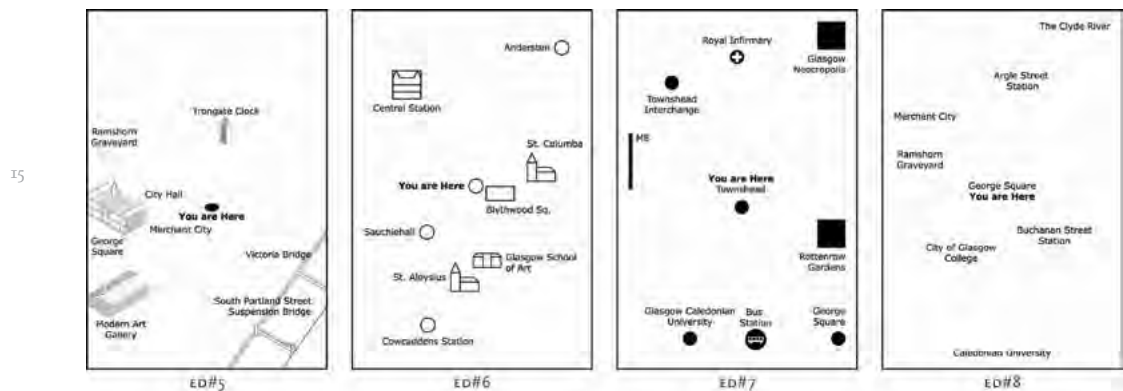 15
Trongate Clock
Ramshorn
Graveyard
City Hall
You are Here
Merchant City
George
Square
Victoria Bridge
South Portland Street
Suspension Bridge
Modern Art
Gallery
ED#5
Andersten
Central Station
St. Columba
You are Here
Blythwood Sq.
Sauchiehall
Glasgow School
of Art
St. Aloysius
Cowcaddens Station
ED#6
Royal Infirmary
Glasgow
Neocropolis
Townshead
Interchange
M8
You are Here
Townshead
Rottenrow
Gardens
Glasgow Caledonian
University
Bus
Station
George
Square
ED#7
The Clyde River
Argle Street
Station
Merchant City
Ramshorn
Graveyard
George Square
You are Here
Buchanan Street
Station
City of Glasgow
College
Caledonian University
ED#8